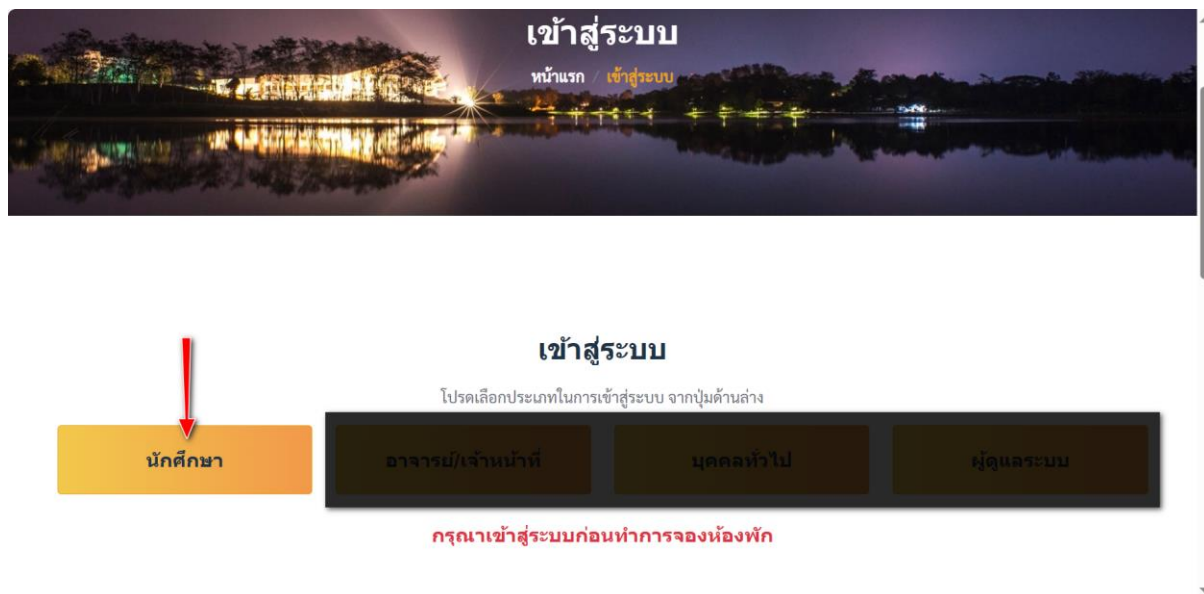 เข้าสู่ระบบ
หน้าแรก / เข้าสู่ระบบ
เข้าสู่ระบบ
โปรดเลือกประเภทในการเข้าสู่ระบบ จากปุ่มด้านล่าง
นักศึกษา อาจารย์/เจ้าหน้าที่ บุคคลทั่วไป ผู้ดูแลระบบ
กรุณาเข้าสู่ระบบก่อนทำการจองห้องพัก